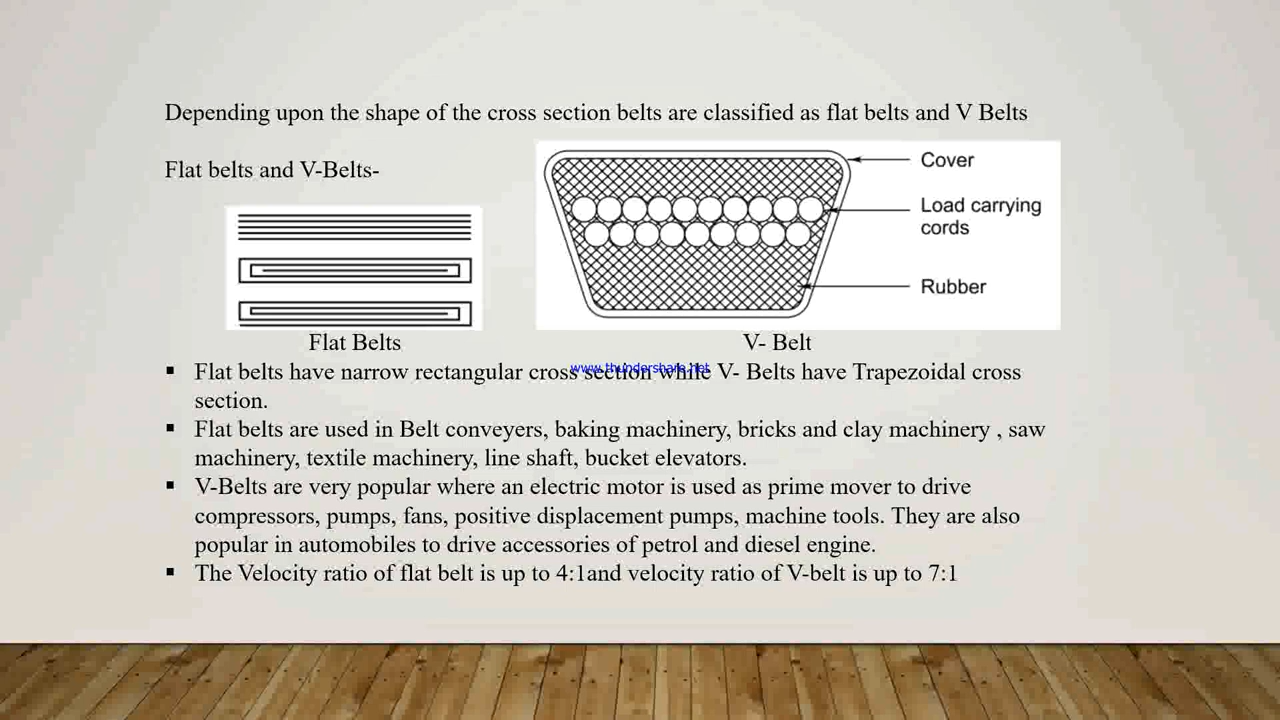 Depending upon the shape of the cross section belts are classified as flat belts and V Belts
Flat belts and V-Belts-
Cover
Load carrying
cords
Rubber
Flat Belts
V- Belt
www.thundershare.net
▪ Flat belts have narrow rectangular cross section while V- Belts have Trapezoidal cross
section.
▪ Flat belts are used in Belt conveyers, baking machinery, bricks and clay machinery , saw
machinery, textile machinery, line shaft, bucket elevators.
▪ V-Belts are very popular where an electric motor is used as prime mover to drive
compressors, pumps, fans, positive displacement pumps, machine tools. They are also
popular in automobiles to drive accessories of petrol and diesel engine.
▪ The Velocity ratio of flat belt is up to 4:1and velocity ratio of V-belt is up to 7:1